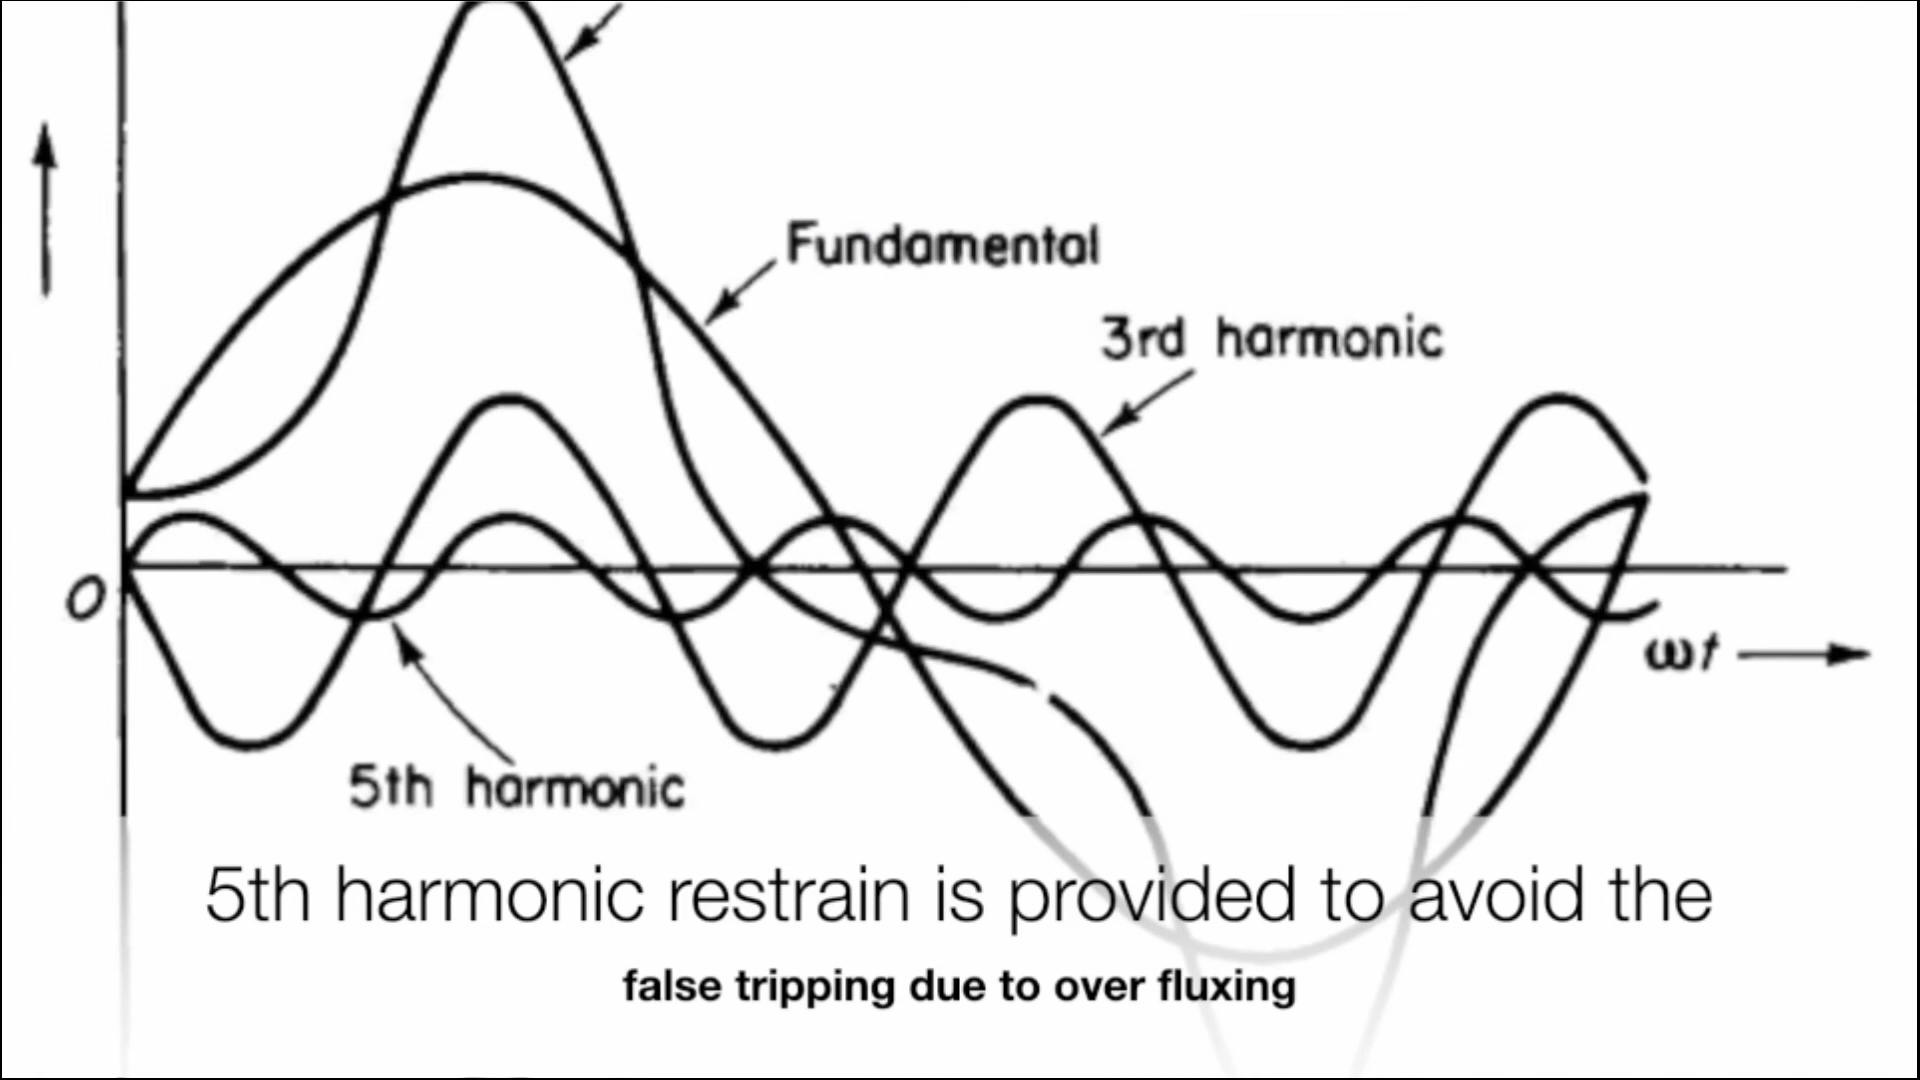 Fundamental
3rd harmonic
0
ωt
5th harmonic
5th harmonic restrain is provided to avoid the
false tripping due to over fluxing